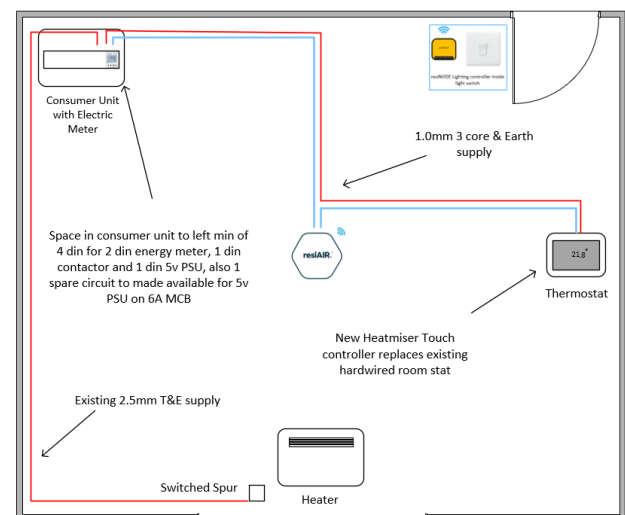 resiNODE Lighting controller inside
light switch
Consumer Unit
with Electric
Meter
1.0mm 3 core & Earth
supply
Space in consumer unit to left min of
4 din for 2 din energy meter, 1 din
contactor and 1 din 5v PSU, also 1
spare circuit to made available for 5v
PSU on 6A MCB
resiAIR.
21.8°
Thermostat
New Heatmiser Touch
controller replaces existing
hardwired room stat
Existing 2.5mm T&E supply
Switched Spur
Heater